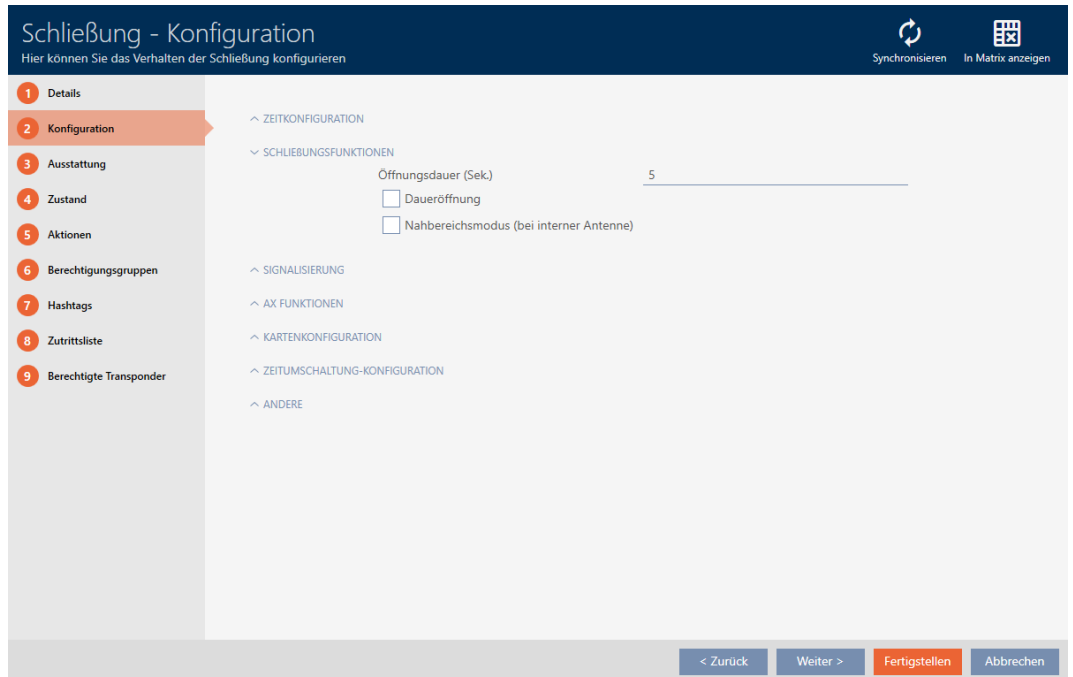 Schließung - Konfiguration
Hier können Sie das Verhalten der Schließung konfigurieren
Synchronisieren
In Matrix anzeigen
1 Details
2 Konfiguration
3 Ausstattung
4 Zustand
5 Aktionen
6 Berechtigungsgruppen
7 Hashtags
8 Zutrittsliste
9 Berechtigte Transponder
ZEITKONFIGURATION
SCHLIEßUNGSFUNKTIONEN
Öffnungsdauer (Sek.) 5
Daueröffnung
Nahbereichsmodus (bei interner Antenne)
SIGNALISIERUNG
AX FUNKTIONEN
KARTENKONFIGURATION
ZEITUMSCHALTUNG-KONFIGURATION
ANDERE
< Zurück
Weiter >
Fertigstellen
Abbrechen